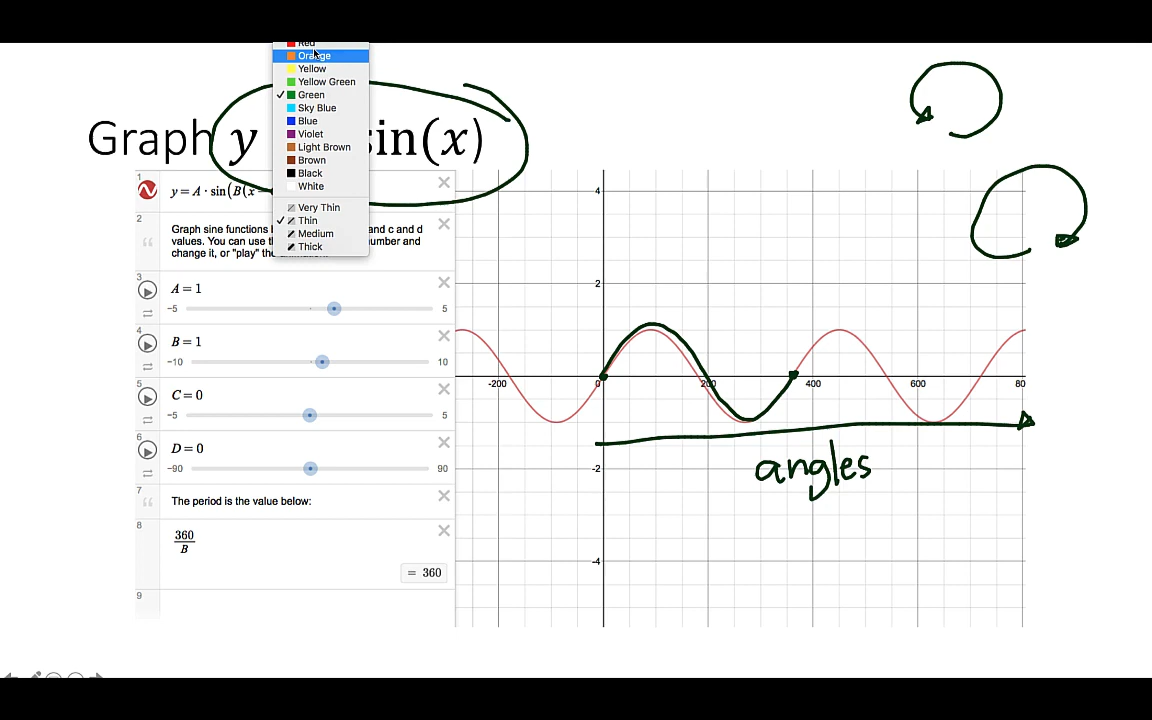 Red
Orange
Yellow
Yellow Green
Green
Sky Blue
Blue
Violet
Light Brown
Brown
Black
White
Very Thin
Thin
Medium
Thick
Graph y sin(x)
1
y = A · sin(B(x −
2
Graph sine functions and c and d
values. You can use t number and
change it, or "play" the
3
A = 1
-5 5
4
B = 1
-10 10
5
C = 0
-5 5
6
D = 0
-90 90
7
The period is the value below:
8
360
B
= 360
9
4
2
-200 0 200 400 600 80
-2
-4
angles